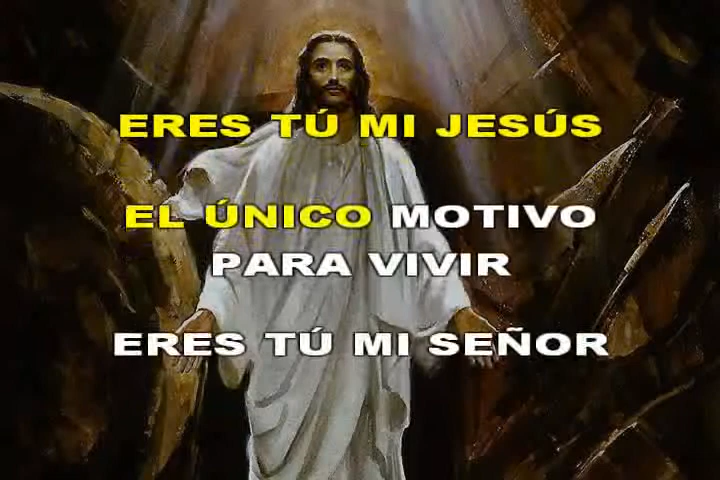 ERES TÚ MI JESÚS
EL ÚNICO MOTIVO
PARA VIVIR
ERES TÚ MI SEÑOR